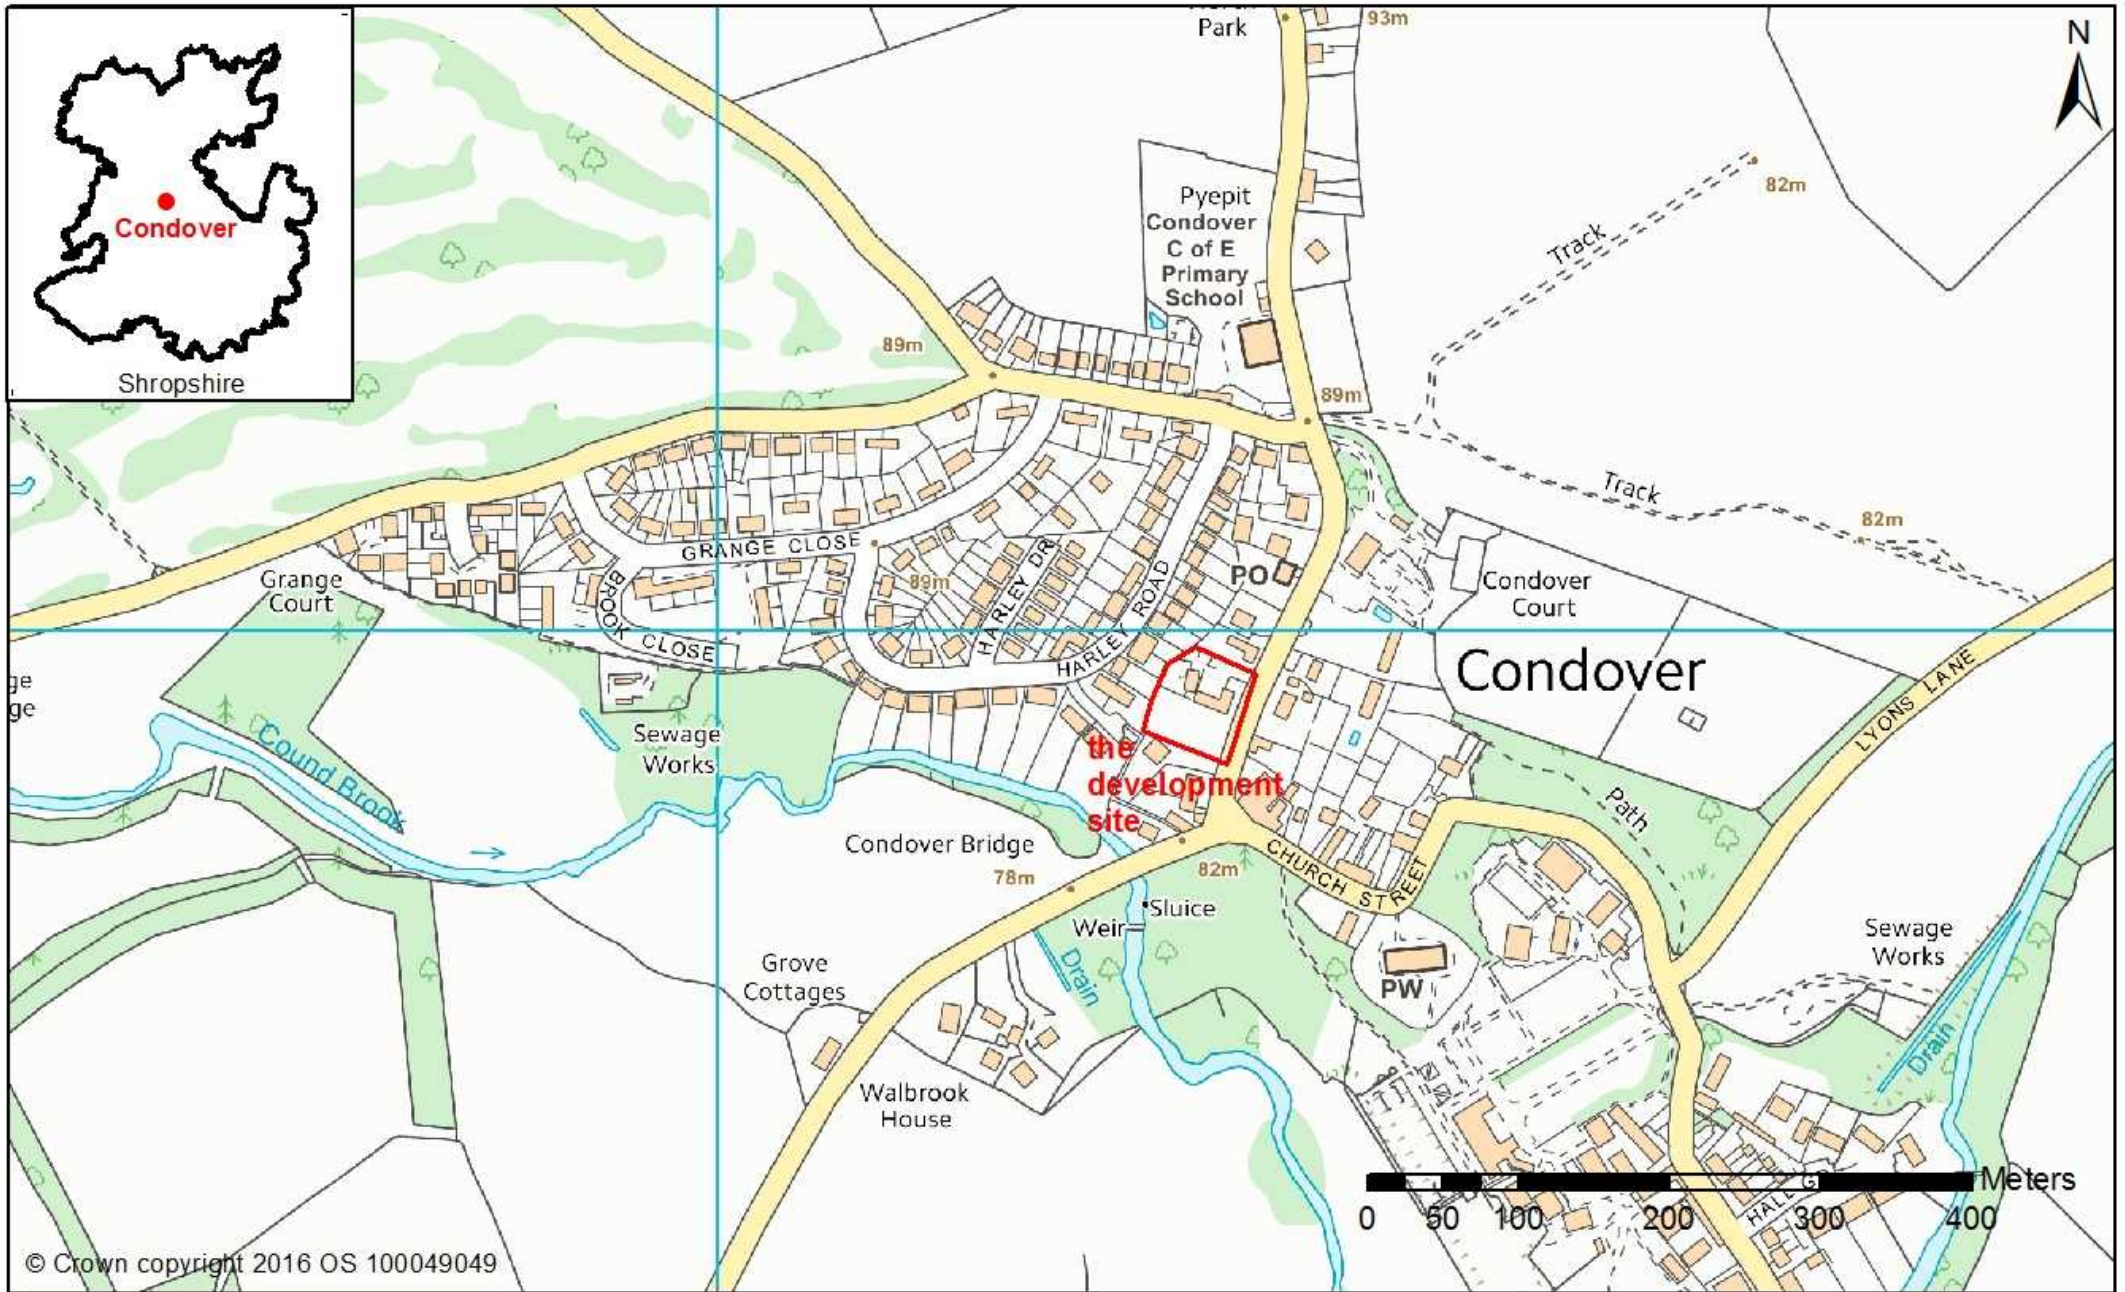 Condover
Shropshire
Park
93m
N
Pyepit
Condover
C of E
Primary
School
82m
Track
89m
89m
Track
82m
GRANGE CLOSE
89m
Grange
Court
BROOK CLOSE
HARLEY DR
HARLEY ROAD
PO
Condover
Court
Condover
LYONS LANE
ge
ge
Cound Brook
Sewage
Works
the
development
site
Path
Condover Bridge
78m
82m
CHURCH STREET
Sluice
Weir
Drain
Grove
Cottages
PW
Sewage
Works
Drain
Walbrook
House
Meters
0 50 100 200 300 400
© Crown copyright 2016 OS 100049049